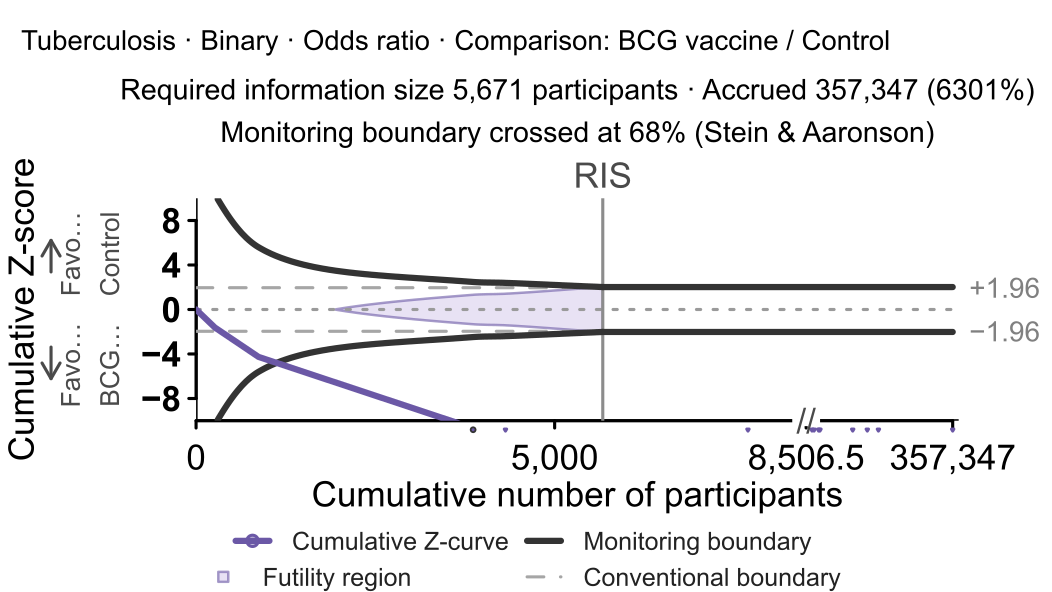 Tuberculosis · Binary · Odds ratio · Comparison: BCG vaccine / Control
Required information size 5,671 participants · Accrued 357,347 (6301%)
Monitoring boundary crossed at 68% (Stein & Aaronson)
RIS
Cumulative Z-score
Favo…
Control
Favo…
BCG…
8
4
0
−4
−8
+1.96
−1.96
0
5,000
8,506.5
357,347
Cumulative number of participants
Cumulative Z-curve
Monitoring boundary
Futility region
Conventional boundary